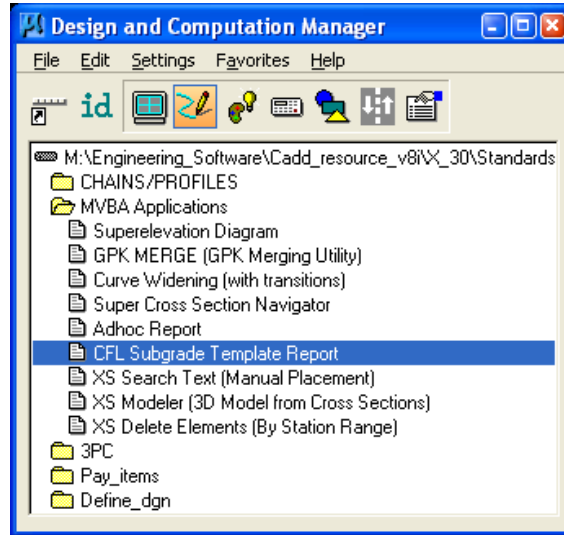 Design and Computation Manager
File Edit Settings Favorites Help
id
M:\Engineering_Software\Cadd_resource_v8i\X_30\Standards
CHAINS/PROFILES
MVBA Applications
Superelevation Diagram
GPK MERGE (GPK Merging Utility)
Curve Widening (with transitions)
Super Cross Section Navigator
Adhoc Report
CFL Subgrade Template Report
XS Search Text (Manual Placement)
XS Modeler (3D Model from Cross Sections)
XS Delete Elements (By Station Range)
3PC
Pay_items
Define_dgn